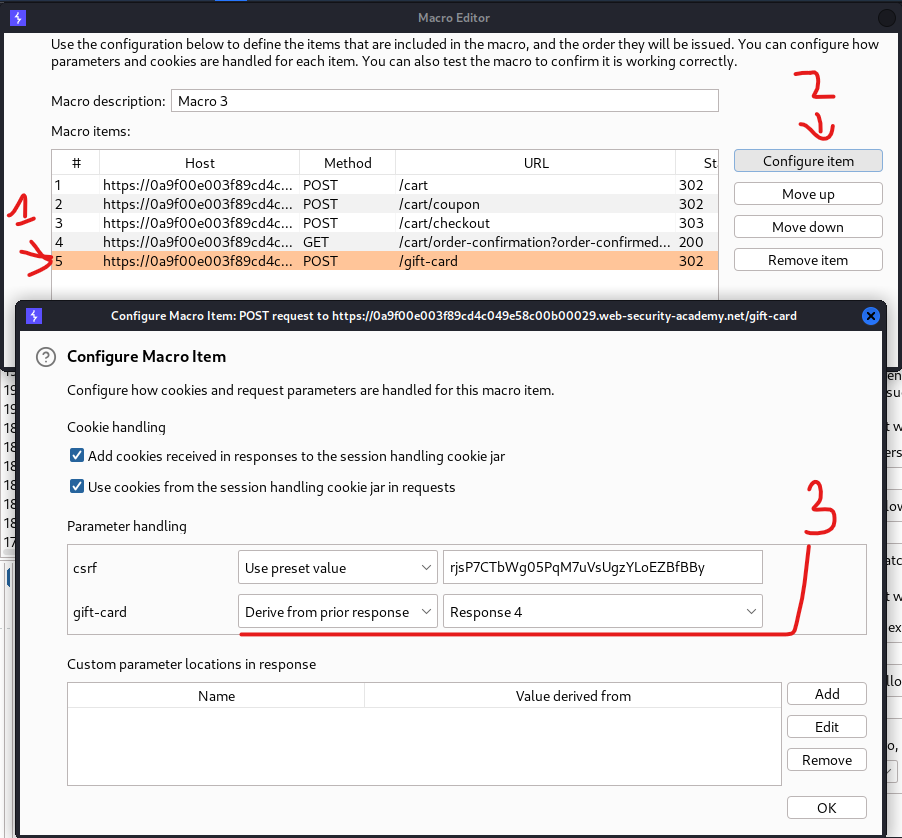 Macro Editor
Use the configuration below to define the items that are included in the macro, and the order they will be issued. You can configure how
parameters and cookies are handled for each item. You can also test the macro to confirm it is working correctly.
2
Macro description: Macro 3
Macro items:
# Host Method URL St
Configure item
1 https://0a9f00e003f89cd4c... POST /cart 302
2 https://0a9f00e003f89cd4c... POST /cart/coupon 302
Move up
1
3 https://0a9f00e003f89cd4c... POST /cart/checkout 303
Move down
4 https://0a9f00e003f89cd4c... GET /cart/order-confirmation?order-confirmed... 200
5 https://0a9f00e003f89cd4c... POST /gift-card 302
Remove item
Configure Macro Item: POST request to https://0a9f00e003f89cd4c049e58c00b00029.web-security-academy.net/gift-card
? Configure Macro Item
Configure how cookies and request parameters are handled for this macro item.
Cookie handling
Add cookies received in responses to the session handling cookie jar
Use cookies from the session handling cookie jar in requests
3
Parameter handling
csrf Use preset value rjsP7CTbWg05PqM7uVsUgzYLoEZBfBBy
gift-card Derive from prior response Response 4
Custom parameter locations in response
Name Value derived from
Add
Edit
Remove
OK